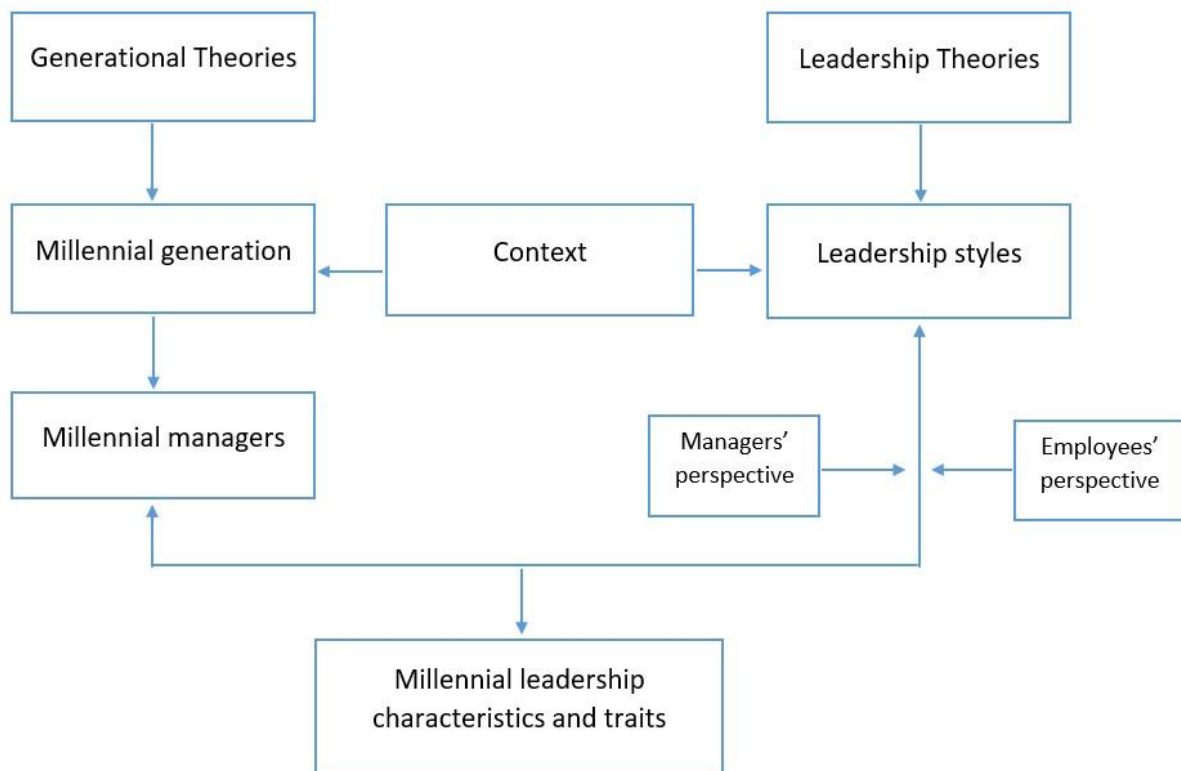 Generational Theories
Leadership Theories
Millennial generation
Context
Leadership styles
Millennial managers
Managers’
perspective
Employees’
perspective
Millennial leadership
characteristics and traits